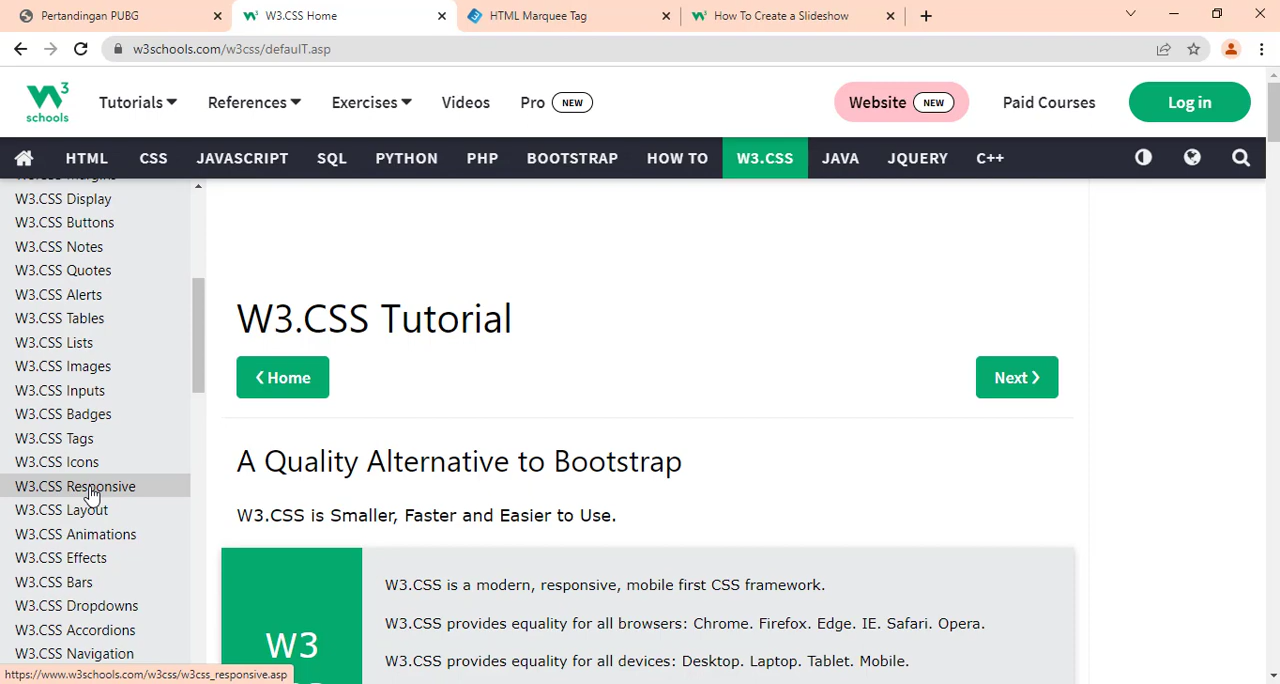 Pertandingan PUBG
W3.CSS Home
HTML Marquee Tag
How To Create a Slideshow
w3schools.com/w3css/defaulT.asp
W3 schools
Tutorials
References
Exercises
Videos
Pro NEW
Website NEW
Paid Courses
Log in
HTML
CSS
JAVASCRIPT
SQL
PYTHON
PHP
BOOTSTRAP
HOW TO
W3.CSS
JAVA
JQUERY
C++
W3.CSS Margins
W3.CSS Display
W3.CSS Buttons
W3.CSS Notes
W3.CSS Quotes
W3.CSS Alerts
W3.CSS Tables
W3.CSS Lists
W3.CSS Images
W3.CSS Inputs
W3.CSS Badges
W3.CSS Tags
W3.CSS Icons
W3.CSS Responsive
W3.CSS Layout
W3.CSS Animations
W3.CSS Effects
W3.CSS Bars
W3.CSS Dropdowns
W3.CSS Accordions
W3.CSS Navigation
https://www.w3schools.com/w3css/w3css_responsive.asp
W3.CSS Tutorial
❮ Home
Next ❯
A Quality Alternative to Bootstrap
W3.CSS is Smaller, Faster and Easier to Use.
W3
W3.CSS is a modern, responsive, mobile first CSS framework.
W3.CSS provides equality for all browsers: Chrome. Firefox. Edge. IE. Safari. Opera.
W3.CSS provides equality for all devices: Desktop. Laptop. Tablet. Mobile.